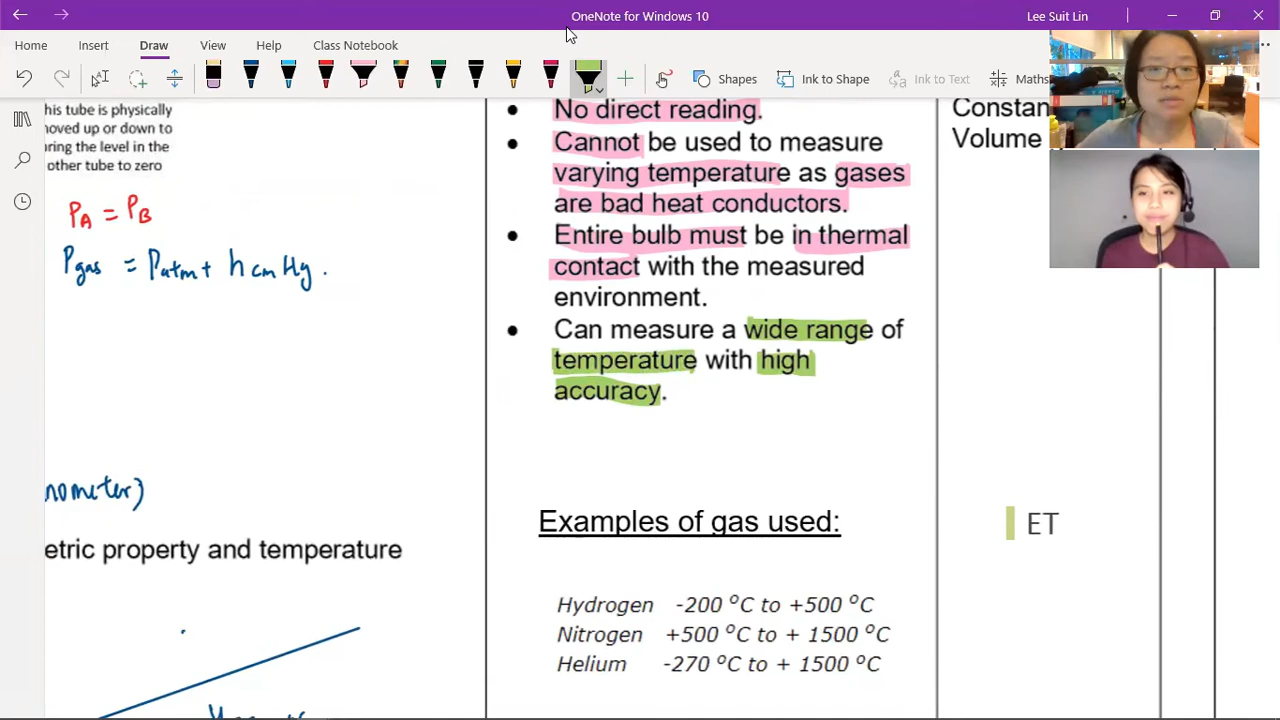 OneNote for Windows 10
Lee Suit Lin
Home
Insert
Draw
View
Help
Class Notebook
Shapes
Ink to Shape
Ink to Text
Maths
his tube is physically
noved up or down to
ring the level in the
other tube to zero
PA = PB
Pgas = Patm + h cm Hg.
nometer)
etric property and temperature
No direct reading.
Cannot be used to measure
varying temperature as gases
are bad heat conductors.
Entire bulb must be in thermal
contact with the measured
environment.
Can measure a wide range of
temperature with high
accuracy.
Examples of gas used:
Hydrogen -200 °C to +500 °C
Nitrogen +500 °C to + 1500 °C
Helium -270 °C to + 1500 °C
Constan
Volume
ET